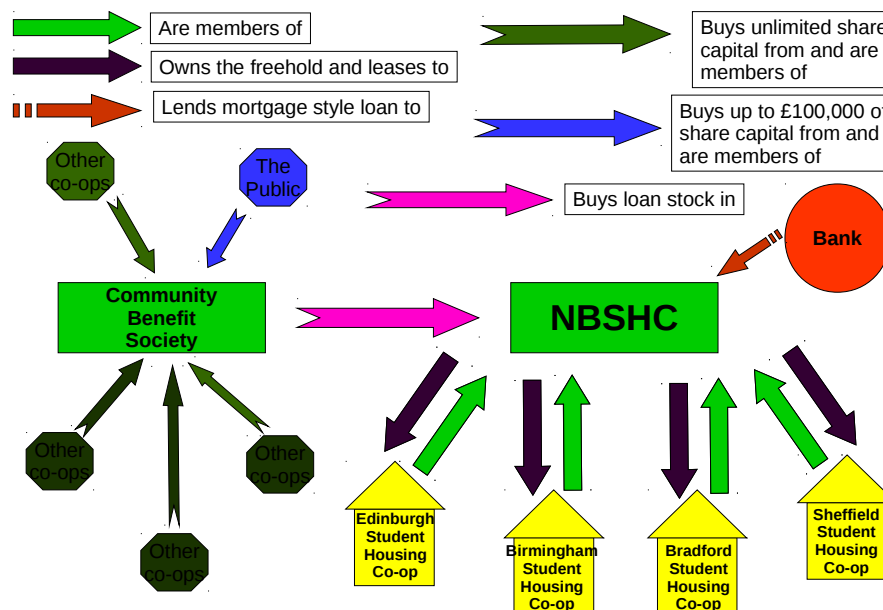 Are members of
Owns the freehold and leases to
Lends mortgage style loan to
Buys unlimited share
capital from and are
members of
Buys up to £100,000 of
share capital from and
are members of
Buys loan stock in
Other
co-ops
The
Public
Bank
Community
Benefit
Society
NBSHC
Other
co-ops
Other
co-ops
Other
co-ops
Edinburgh
Student
Housing
Co-op
Birmingham
Student
Housing
Co-op
Bradford
Student
Housing
Co-op
Sheffield
Student
Housing
Co-op